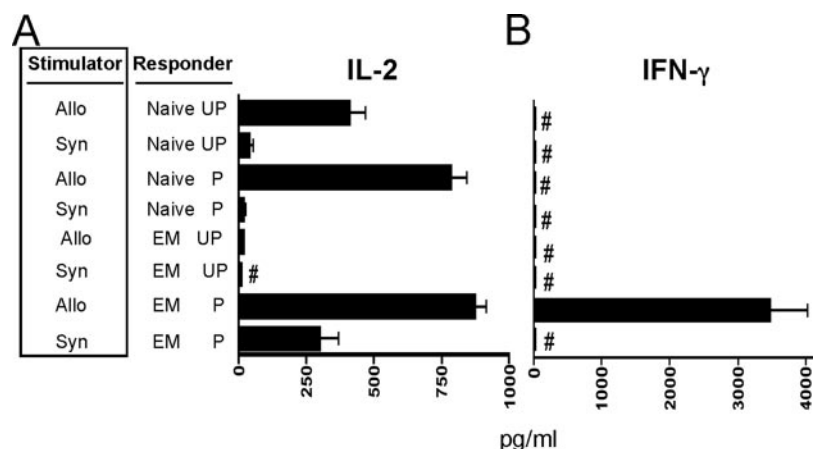 A
B
Stimulator Responder IL-2 IFN-γ
Allo Naive UP #
Syn Naive UP #
Allo Naive P #
Syn Naive P #
Allo EM UP #
Syn EM UP # #
Allo EM P
Syn EM P #
0 250 500 750 1000 0 1000 2000 3000 4000
pg/ml